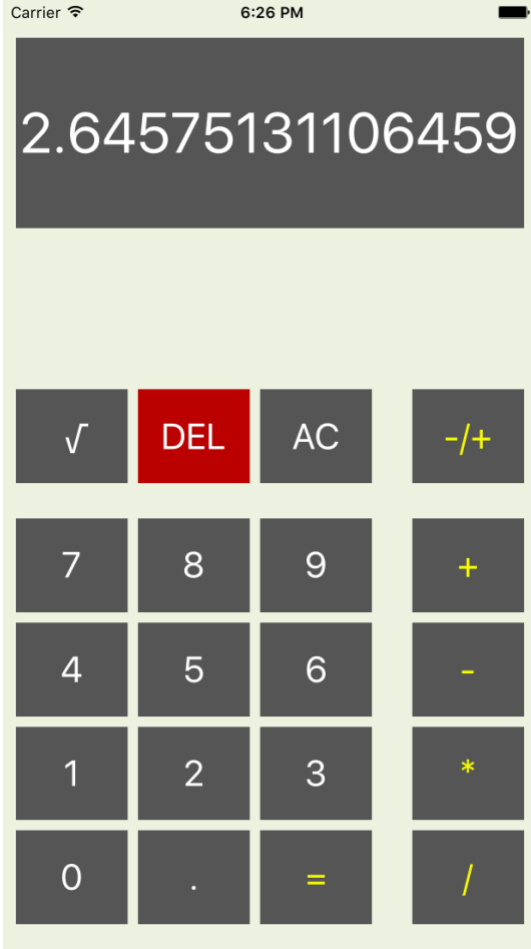 Carrier 6:26 PM
2.64575131106459
√ DEL AC -/+
7 8 9 +
4 5 6 -
1 2 3 *
0 . = /